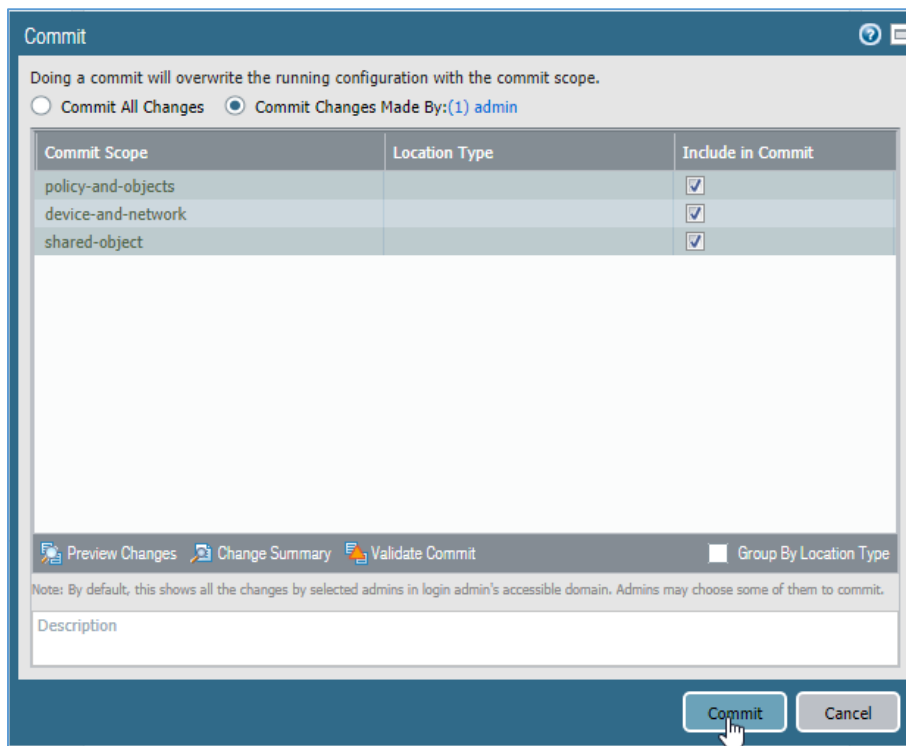 Commit
Doing a commit will overwrite the running configuration with the commit scope.
Commit All Changes Commit Changes Made By:(1) admin
Commit Scope Location Type Include in Commit
policy-and-objects
device-and-network
shared-object
Preview Changes Change Summary Validate Commit Group By Location Type
Note: By default, this shows all the changes by selected admins in login admin's accessible domain. Admins may choose some of them to commit.
Description
Commit Cancel